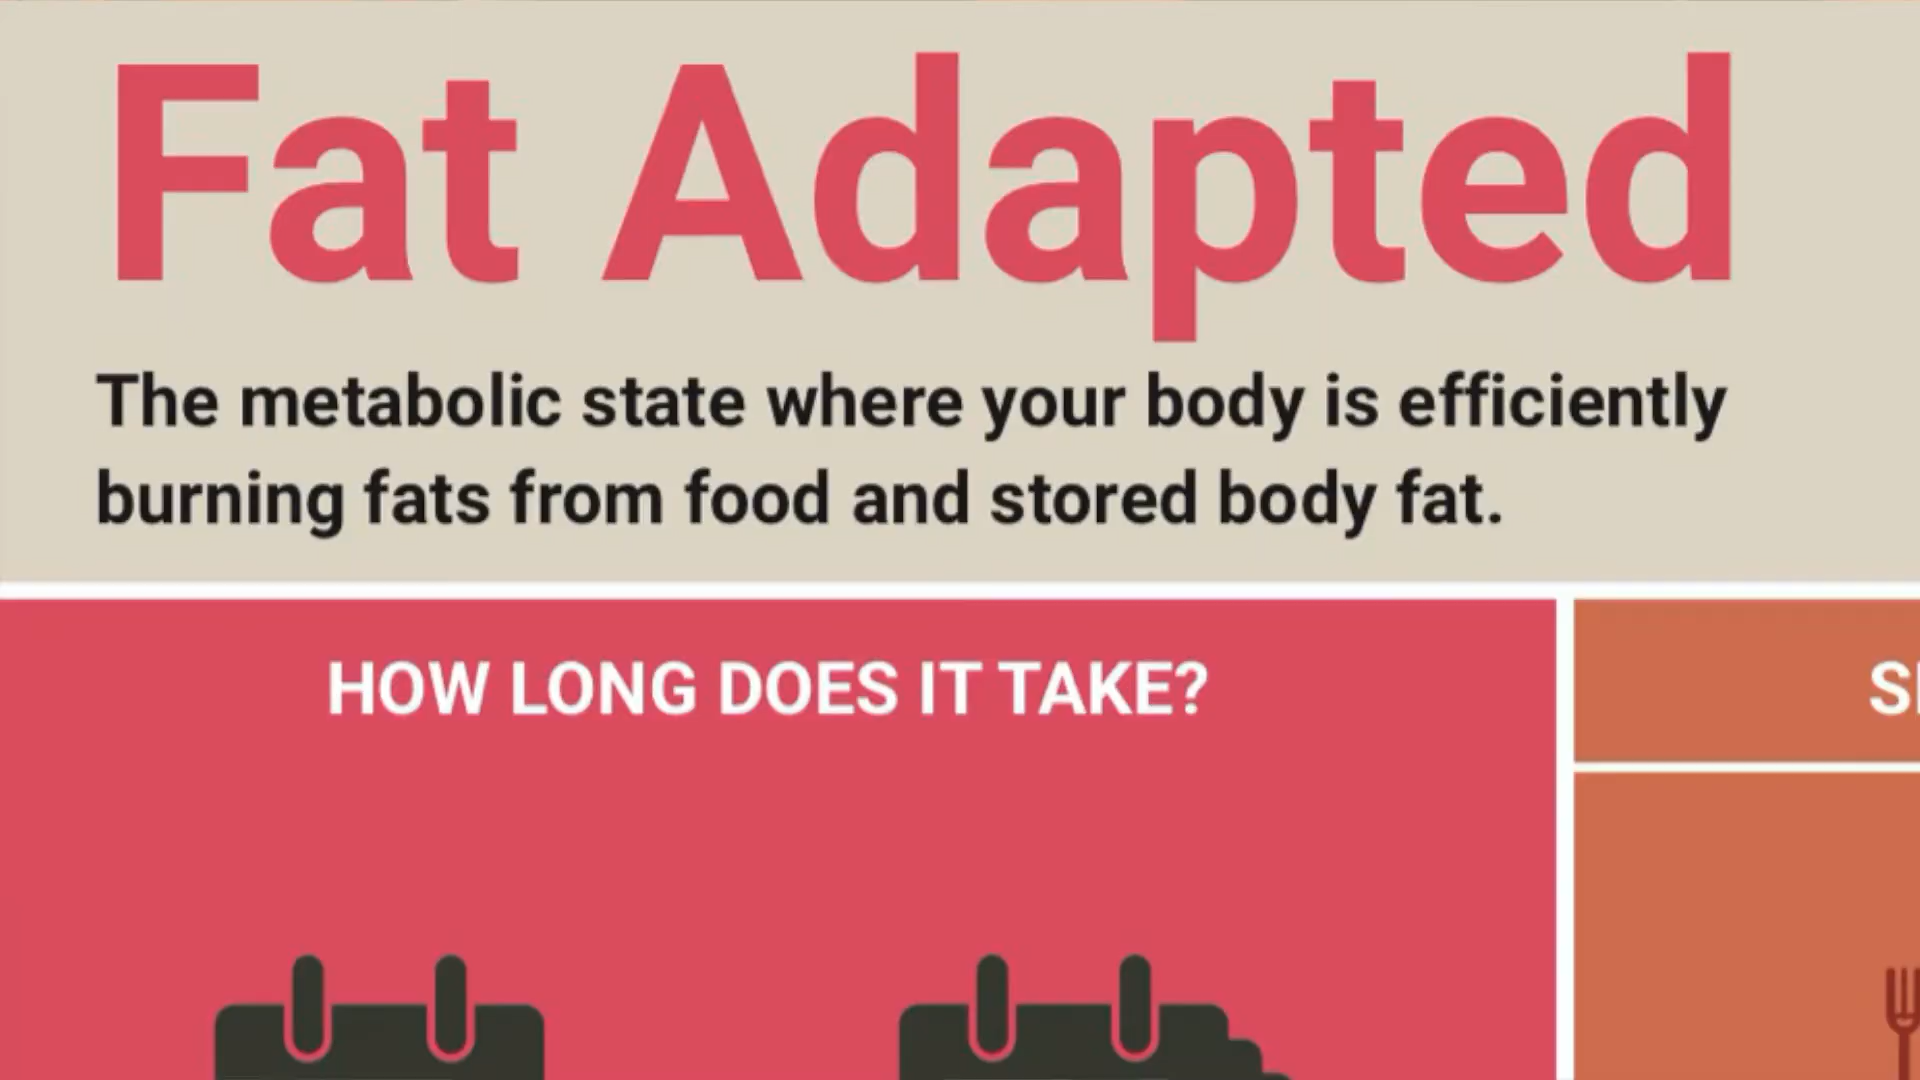 Fat Adapted
The metabolic state where your body is efficiently
burning fats from food and stored body fat.
HOW LONG DOES IT TAKE?